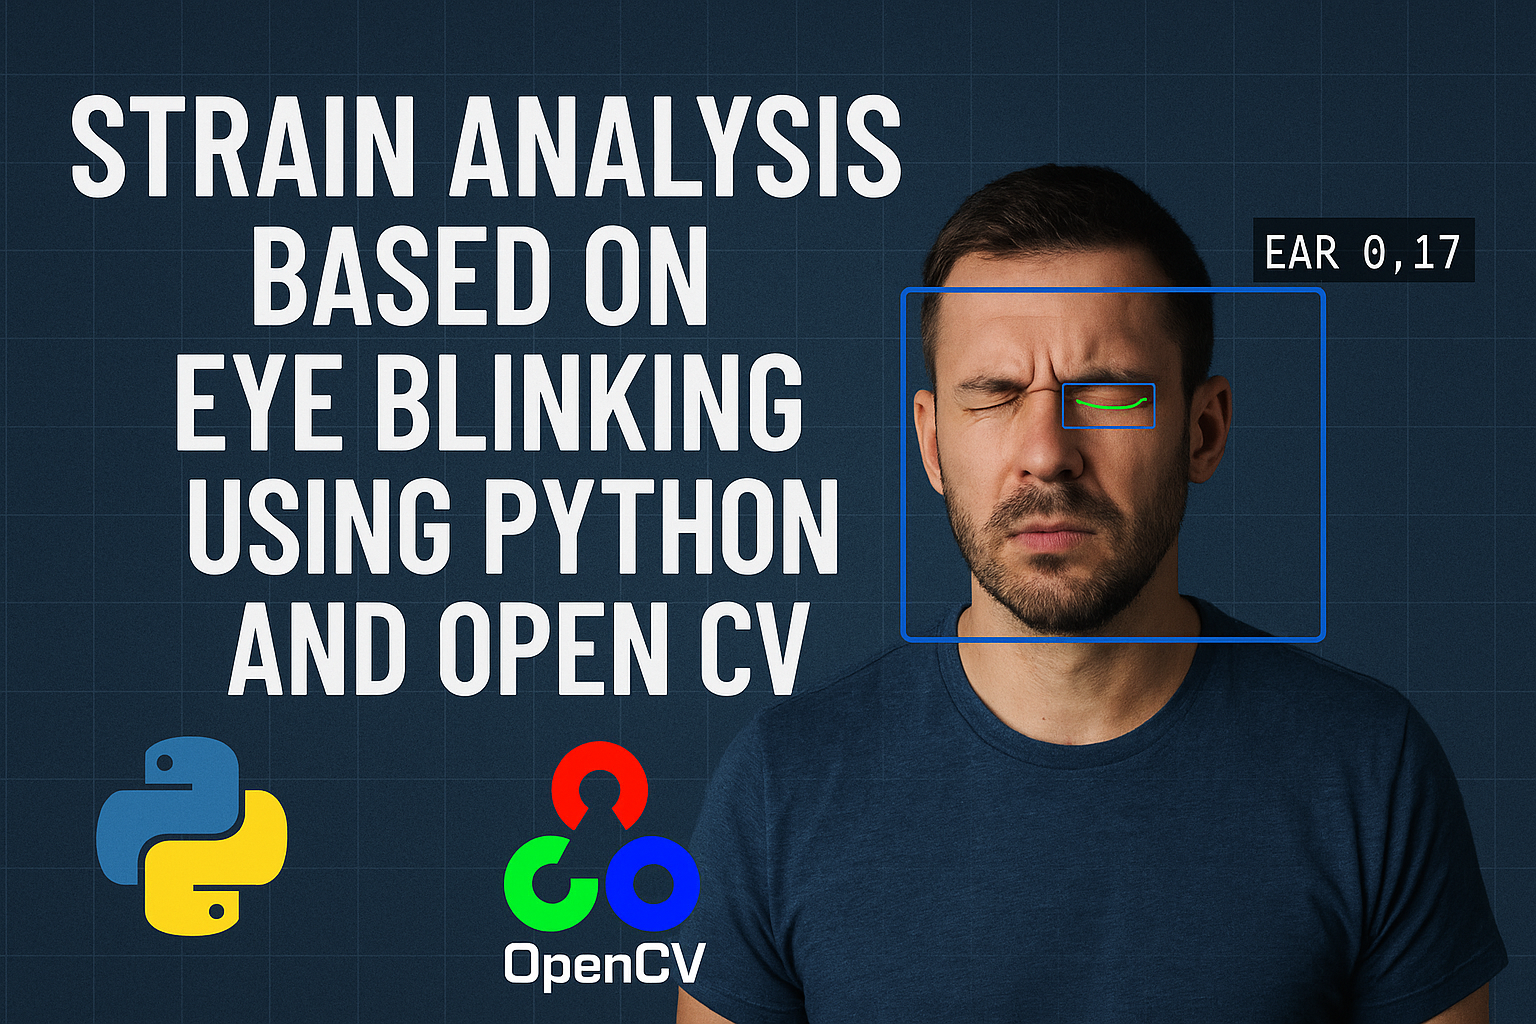 STRAIN ANALYSIS
BASED ON
EYE BLINKING
USING PYTHON
AND OPEN CV
EAR 0,17
OpenCV